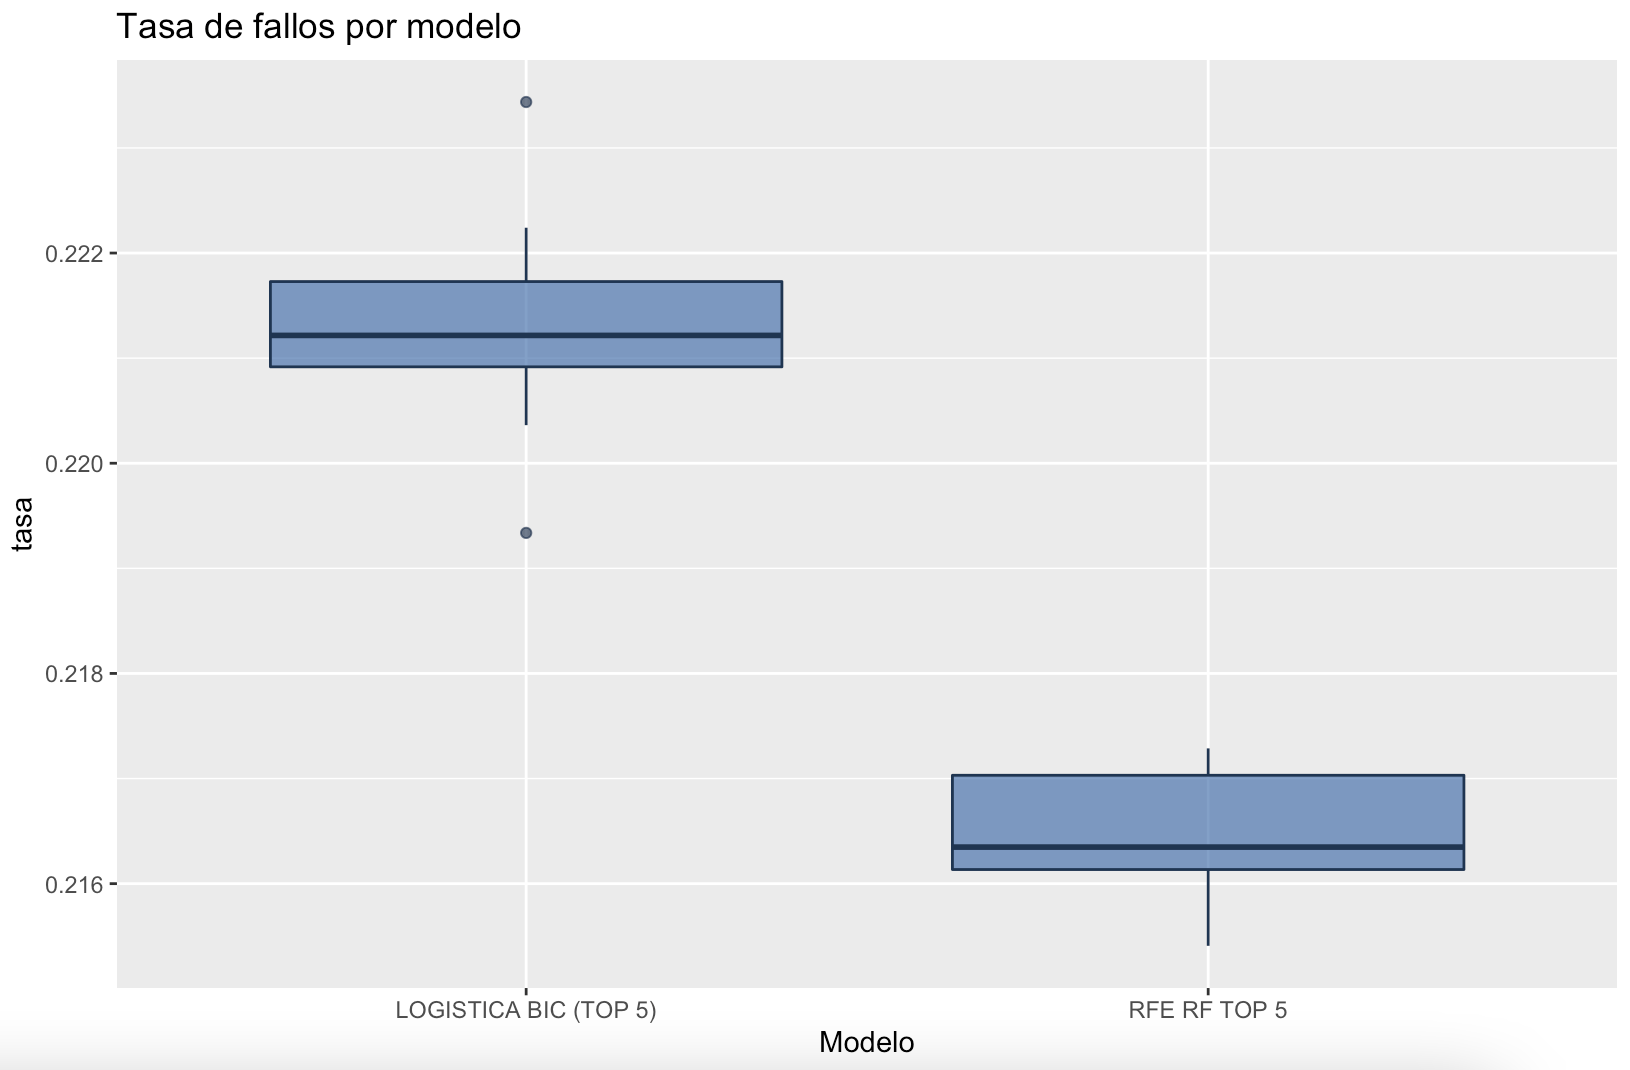 Tasa de fallos por modelo
tasa
0.222
0.220
0.218
0.216
LOGISTICA BIC (TOP 5)
RFE RF TOP 5
Modelo